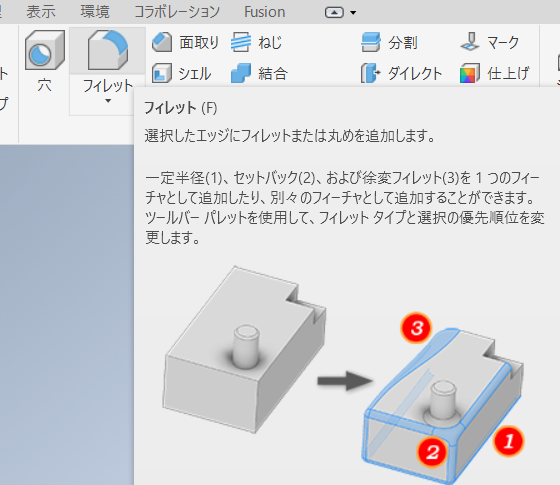 表示 環境 コラボレーション Fusion
面取り ねじ 分割 マーク
穴 フィレット シェル 結合 ダイレクト 仕上げ
フィレット (F)
選択したエッジにフィレットまたは丸めを追加します。
一定半径(1)、セットバック(2)、および徐変フィレット(3)を 1 つのフィー
チャとして追加したり、別々のフィーチャとして追加することができます。
ツールバー パレットを使用して、フィレット タイプと選択の優先順位を変
更します。
3
2
1